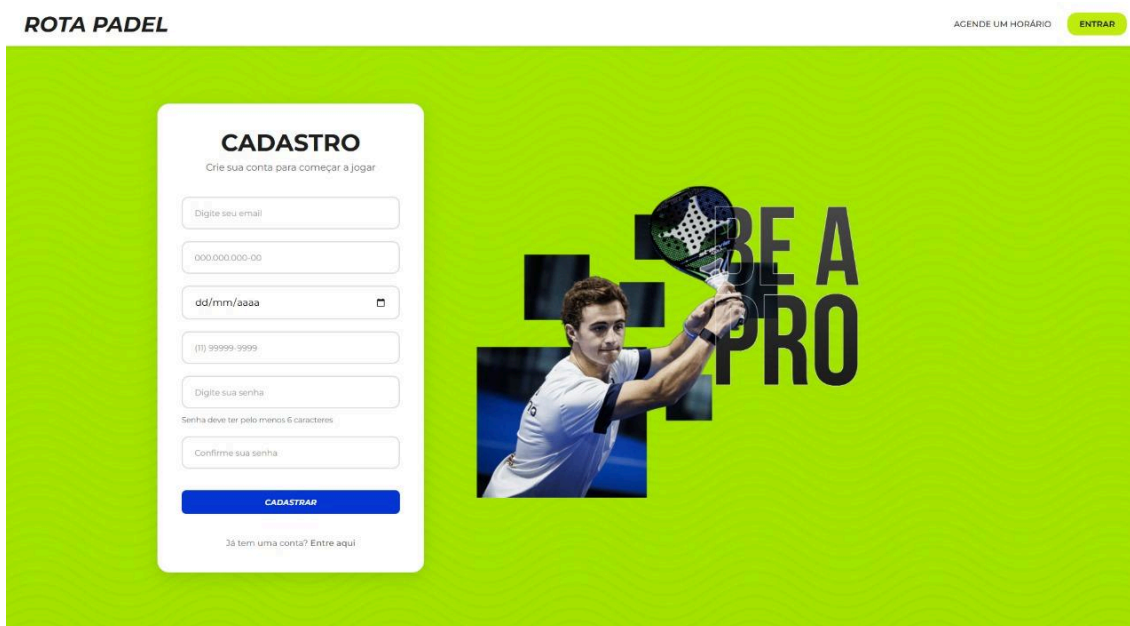 ROTA PADEL
AGENDE UM HORÁRIO
ENTRAR
CADASTRO
Crie sua conta para começar a jogar
Digite seu email
000.000.000-00
dd/mm/aaaa
(11) 99999-9999
Digite sua senha
Senha deve ter pelo menos 6 caracteres
Confirme sua senha
CADASTRAR
Já tem uma conta? Entre aqui
BE A
PRO